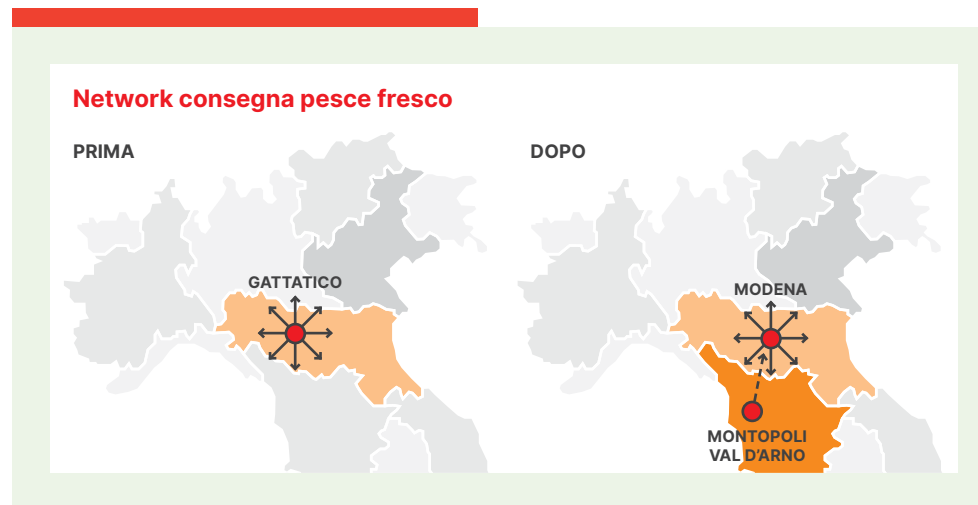 Network consegna pesce fresco
PRIMA
GATTATICO
DOPO
MODENA
MONTOPOLI
VAL D'ARNO